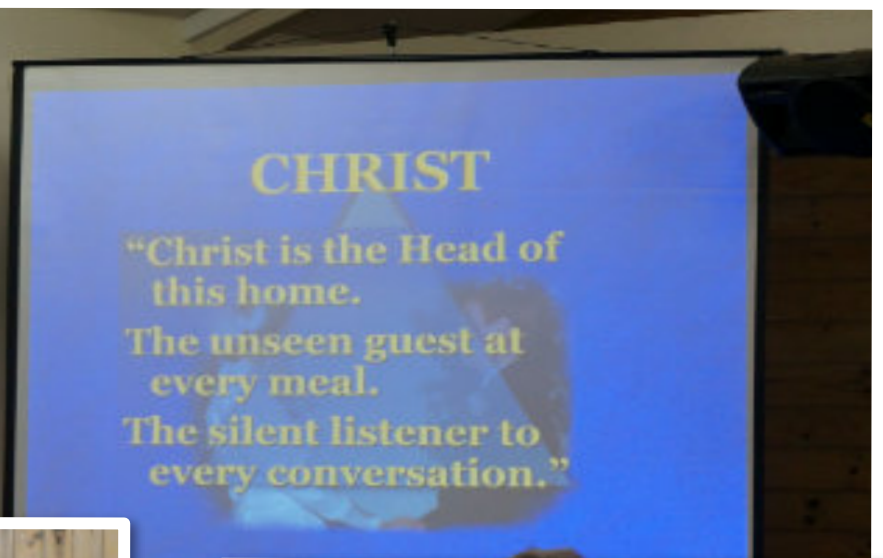 CHRIST
“Christ is the Head of
this home.
The unseen guest at
every meal.
The silent listener to
every conversation.”